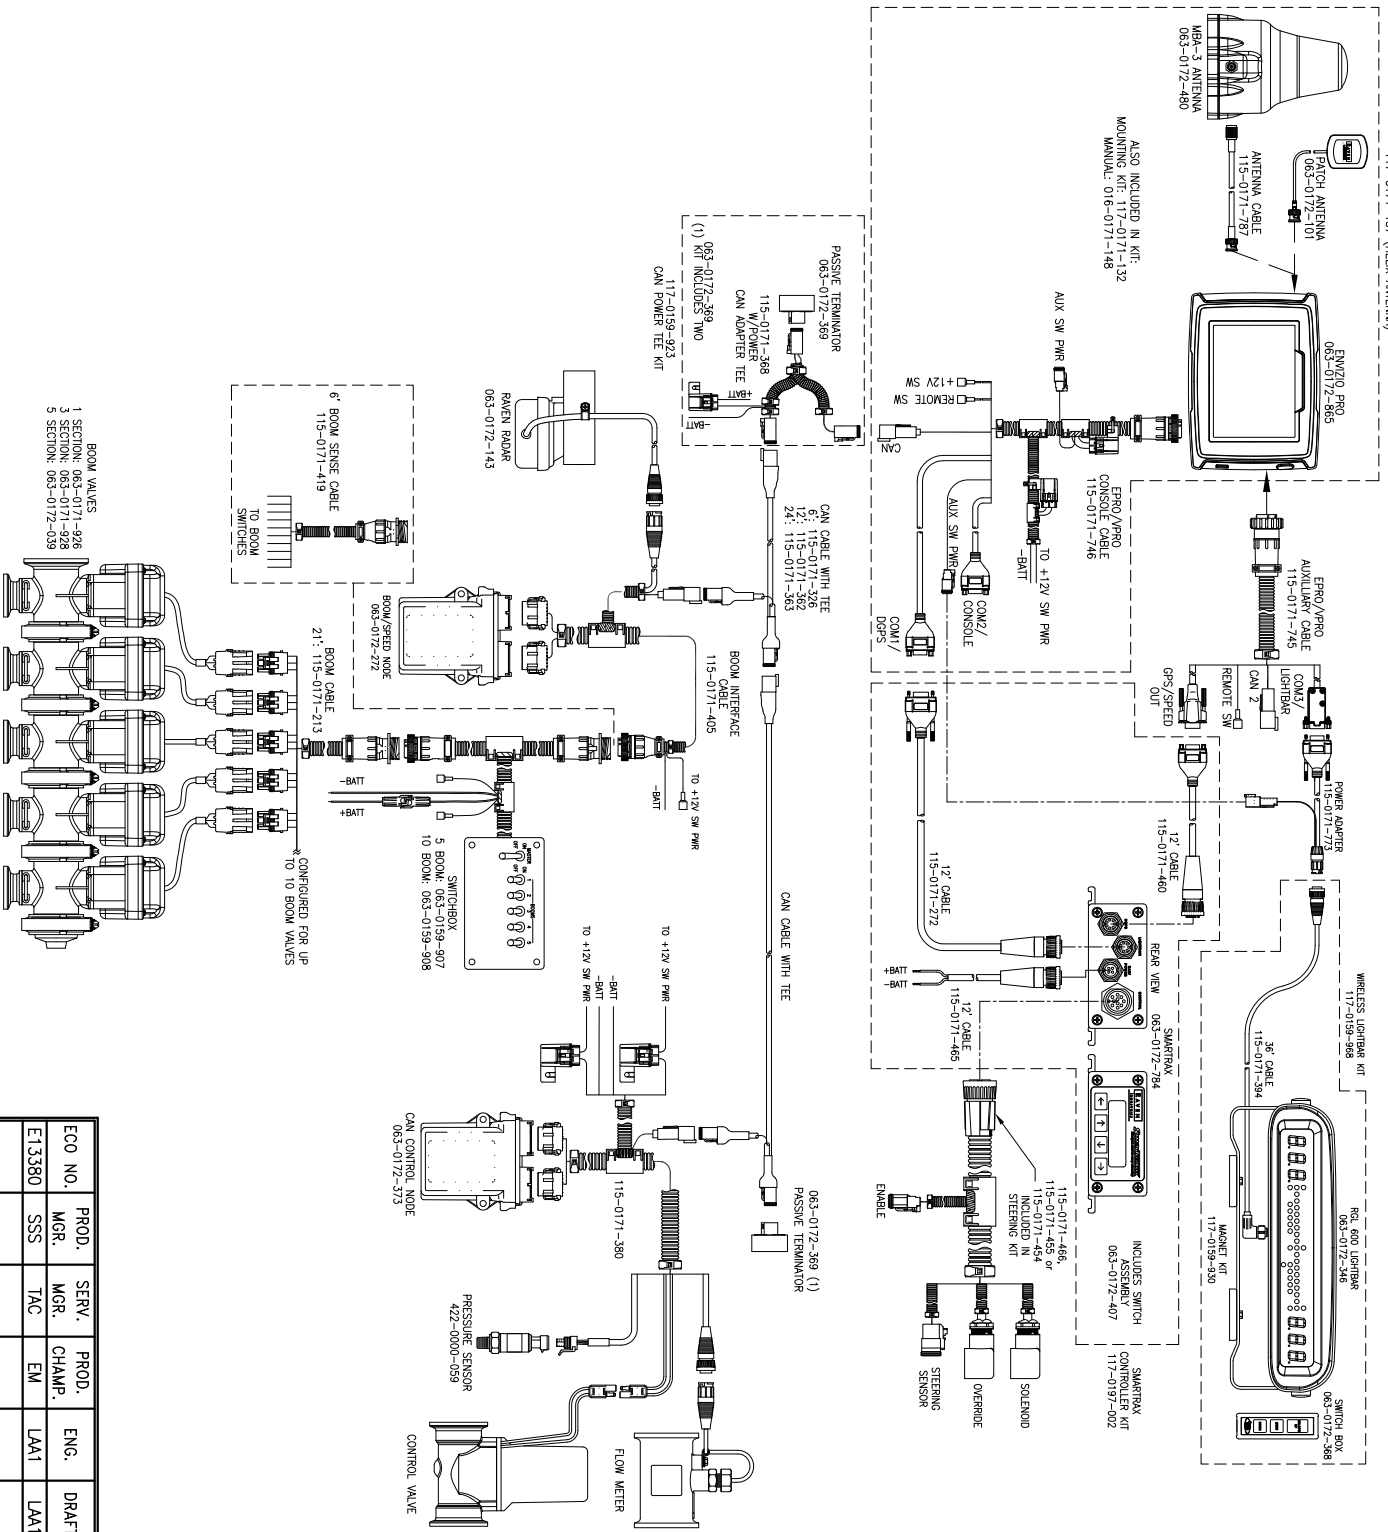 MBA-3 ANTENNA
063-0172-480
PATCH ANTENNA
063-0172-101
ANTENNA CABLE
115-0171-787
ALSO INCLUDED IN KIT:
MOUNTING KIT: 117-0171-132
MANUAL: 016-0171-148
ENVIZIO PRO
063-0172-865
AUX SW PWR
+12V SW
REMOTE SW
CAN
EPRO/VPRO
CONSOLE CABLE
115-0171-746
TO +12V SW PWR
-BATT
AUX SW PWR
COM2/
CONSOLE
COM1/
DGPS
EPRO/VPRO
AUXILLIARY CABLE
115-0171-745
COM3/
LIGHTBAR
CAN 2
REMOTE SW
GPS/SPEED
OUT
POWER ADAPTER
115-0171-773
WIRELESS LIGHTBAR KIT
117-0159-968
36' CABLE
115-0171-394
RGL 600 LIGHTBAR
063-0172-346
MAGNET KIT
117-0159-930
SWITCH BOX
063-0172-368
12' CABLE
115-0171-460
12' CABLE
115-0171-272
+BATT
-BATT
12' CABLE
115-0171-465
REAR VIEW
SMARTRAX
063-0172-784
CONTROL
RAVEN
INCLUDES SWITCH
ASSEMBLY
063-0172-407
SMARTRAX
CONTROLLER KIT
117-0197-002
115-0171-466,
115-0171-455 or
115-0171-454
INCLUDED IN
STEERING KIT
ENABLE
SOLENOID
OVERRIDE
STEERING
SENSOR
PASSIVE TERMINATOR
063-0172-369
115-0171-368
W/POWER
CAN ADAPTER TEE
+BATT
-BATT
063-0172-369
(1) KIT INCLUDES TWO
117-0159-923
CAN POWER TEE KIT
CAN CABLE WITH TEE
6': 115-0171-326
12': 115-0171-362
24': 115-0171-363
RAVEN RADAR
063-0172-143
6' BOOM SENSE CABLE
115-0171-419
TO BOOM
SWITCHES
BOOM/SPEED NODE
063-0172-272
BOOM INTERFACE
CABLE
115-0171-405
TO +12V SW PWR
-BATT
BOOM CABLE
21': 115-0171-213
-BATT
+BATT
MASTER
ON
OFF
ON
OFF
BOOMS
1
2
3
4
5
SWITCHBOX
5 BOOM: 063-0159-907
10 BOOM: 063-0159-908
CONFIGURED FOR UP
TO 10 BOOM VALVES
BOOM VALVES
1 SECTION: 063-0171-926
3 SECTION: 063-0171-928
5 SECTION: 063-0172-039
CAN CABLE WITH TEE
TO +12V SW PWR
-BATT
-BATT
TO +12V SW PWR
063-0172-369 (1)
PASSIVE TERMINATOR
CAN CONTROL NODE
063-0172-373
115-0171-380
PRESSURE SENSOR
422-0000-059
FLOW METER
CONTROL VALVE
ECO NO.
PROD. MGR.
SERV. MGR.
PROD. CHAMP.
ENG.
DRAFT
E13380
SSS
TAC
EM
LAA1
LAA1